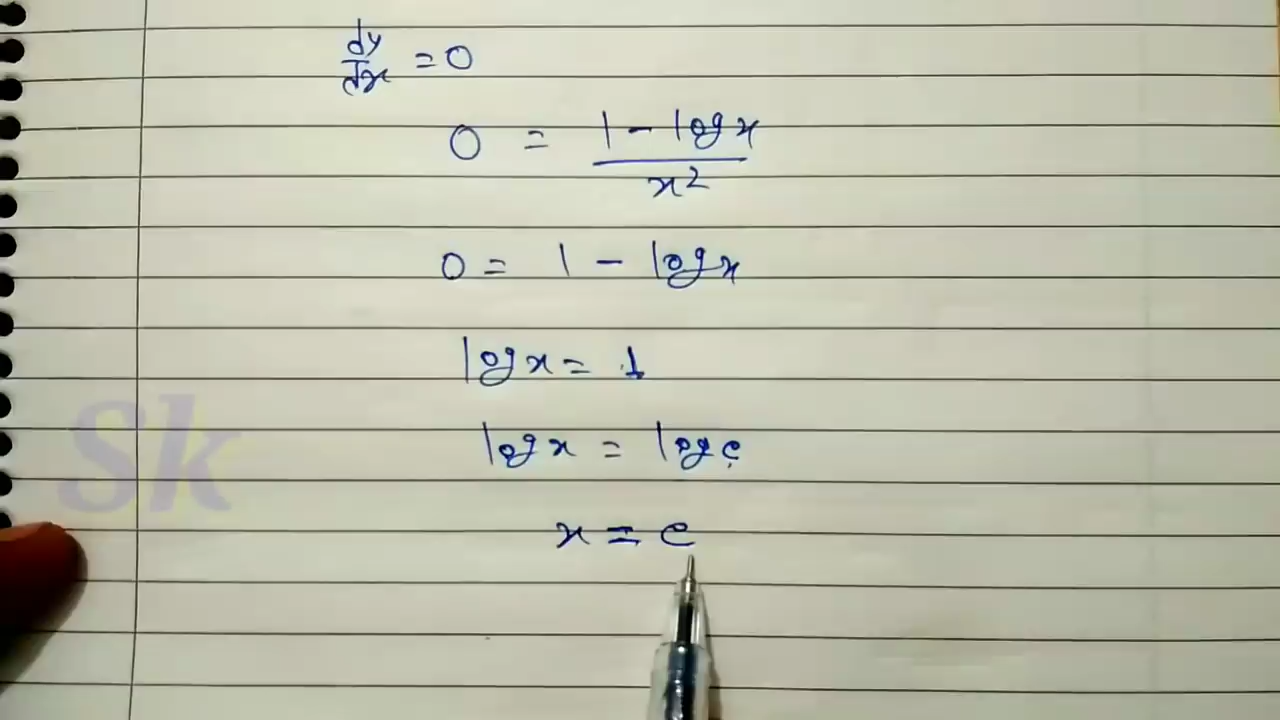 dy/dx = 0
0 = 1 - log x / x²
0 = 1 - log x
log x = 1
log x = log e
x = e
Sk